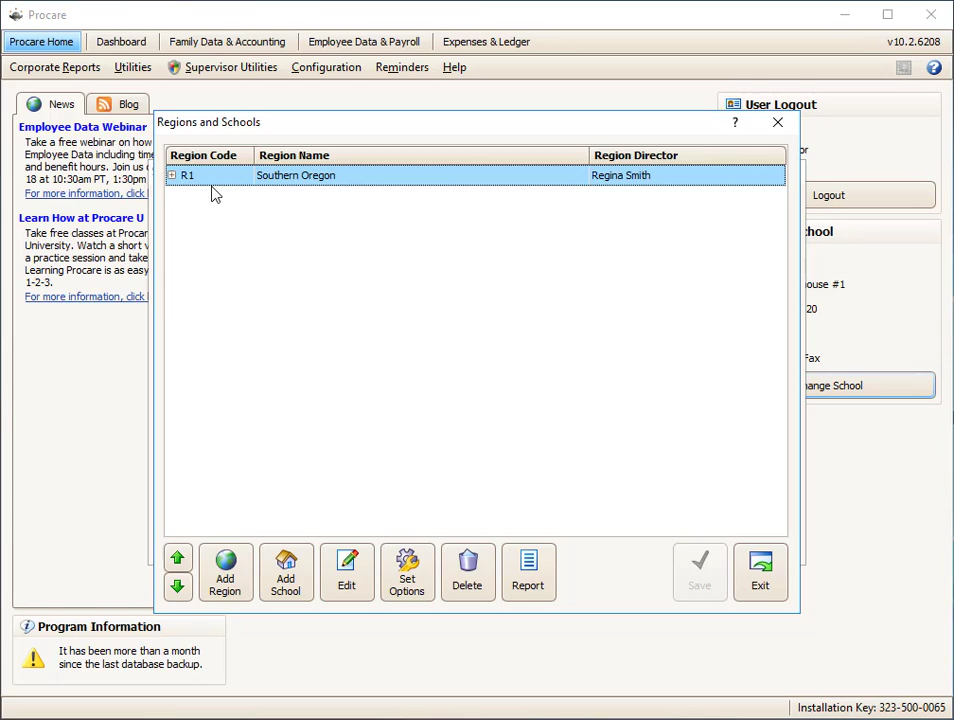 Procare
Procare Home
Dashboard
Family Data & Accounting
Employee Data & Payroll
Expenses & Ledger
v10.2.6208
Corporate Reports
Utilities
Supervisor Utilities
Configuration
Reminders
Help
News
Blog
Employee Data Webinar
Take a free webinar on how
Employee Data including time
and benefit hours. Join us
18 at 10:30am PT, 1:30pm
For more information, click
Learn How at Procare U
Take free classes at Procar
University. Watch a short v
a practice session and take
Learning Procare is as easy
1-2-3.
For more information, click
Regions and Schools
?
Region Code
Region Name
Region Director
R1
Southern Oregon
Regina Smith
Add
Region
Add
School
Edit
Set
Options
Delete
Report
Save
Exit
User Logout
or
Logout
chool
ouse #1
20
Fax
ange School
Program Information
It has been more than a month
since the last database backup.
Installation Key: 323-500-0065